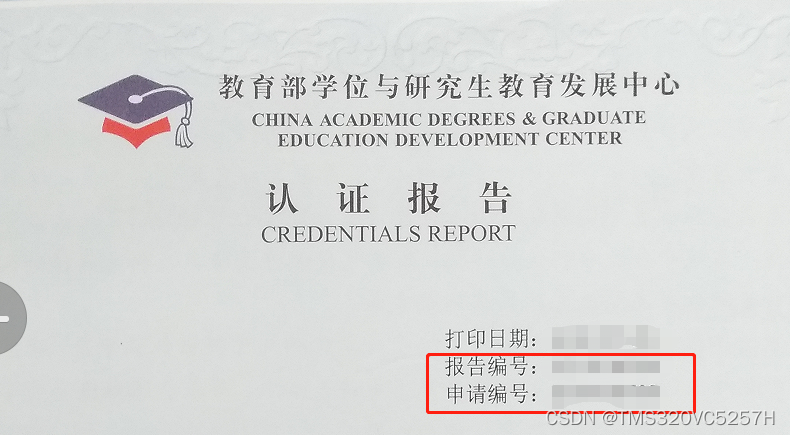 教育部学位与研究生教育发展中心
CHINA ACADEMIC DEGREES & GRADUATE
EDUCATION DEVELOPMENT CENTER
认证报告
CREDENTIALS REPORT
打印日期：
报告编号：
申请编号：
CSDN @TMS320VC5257H